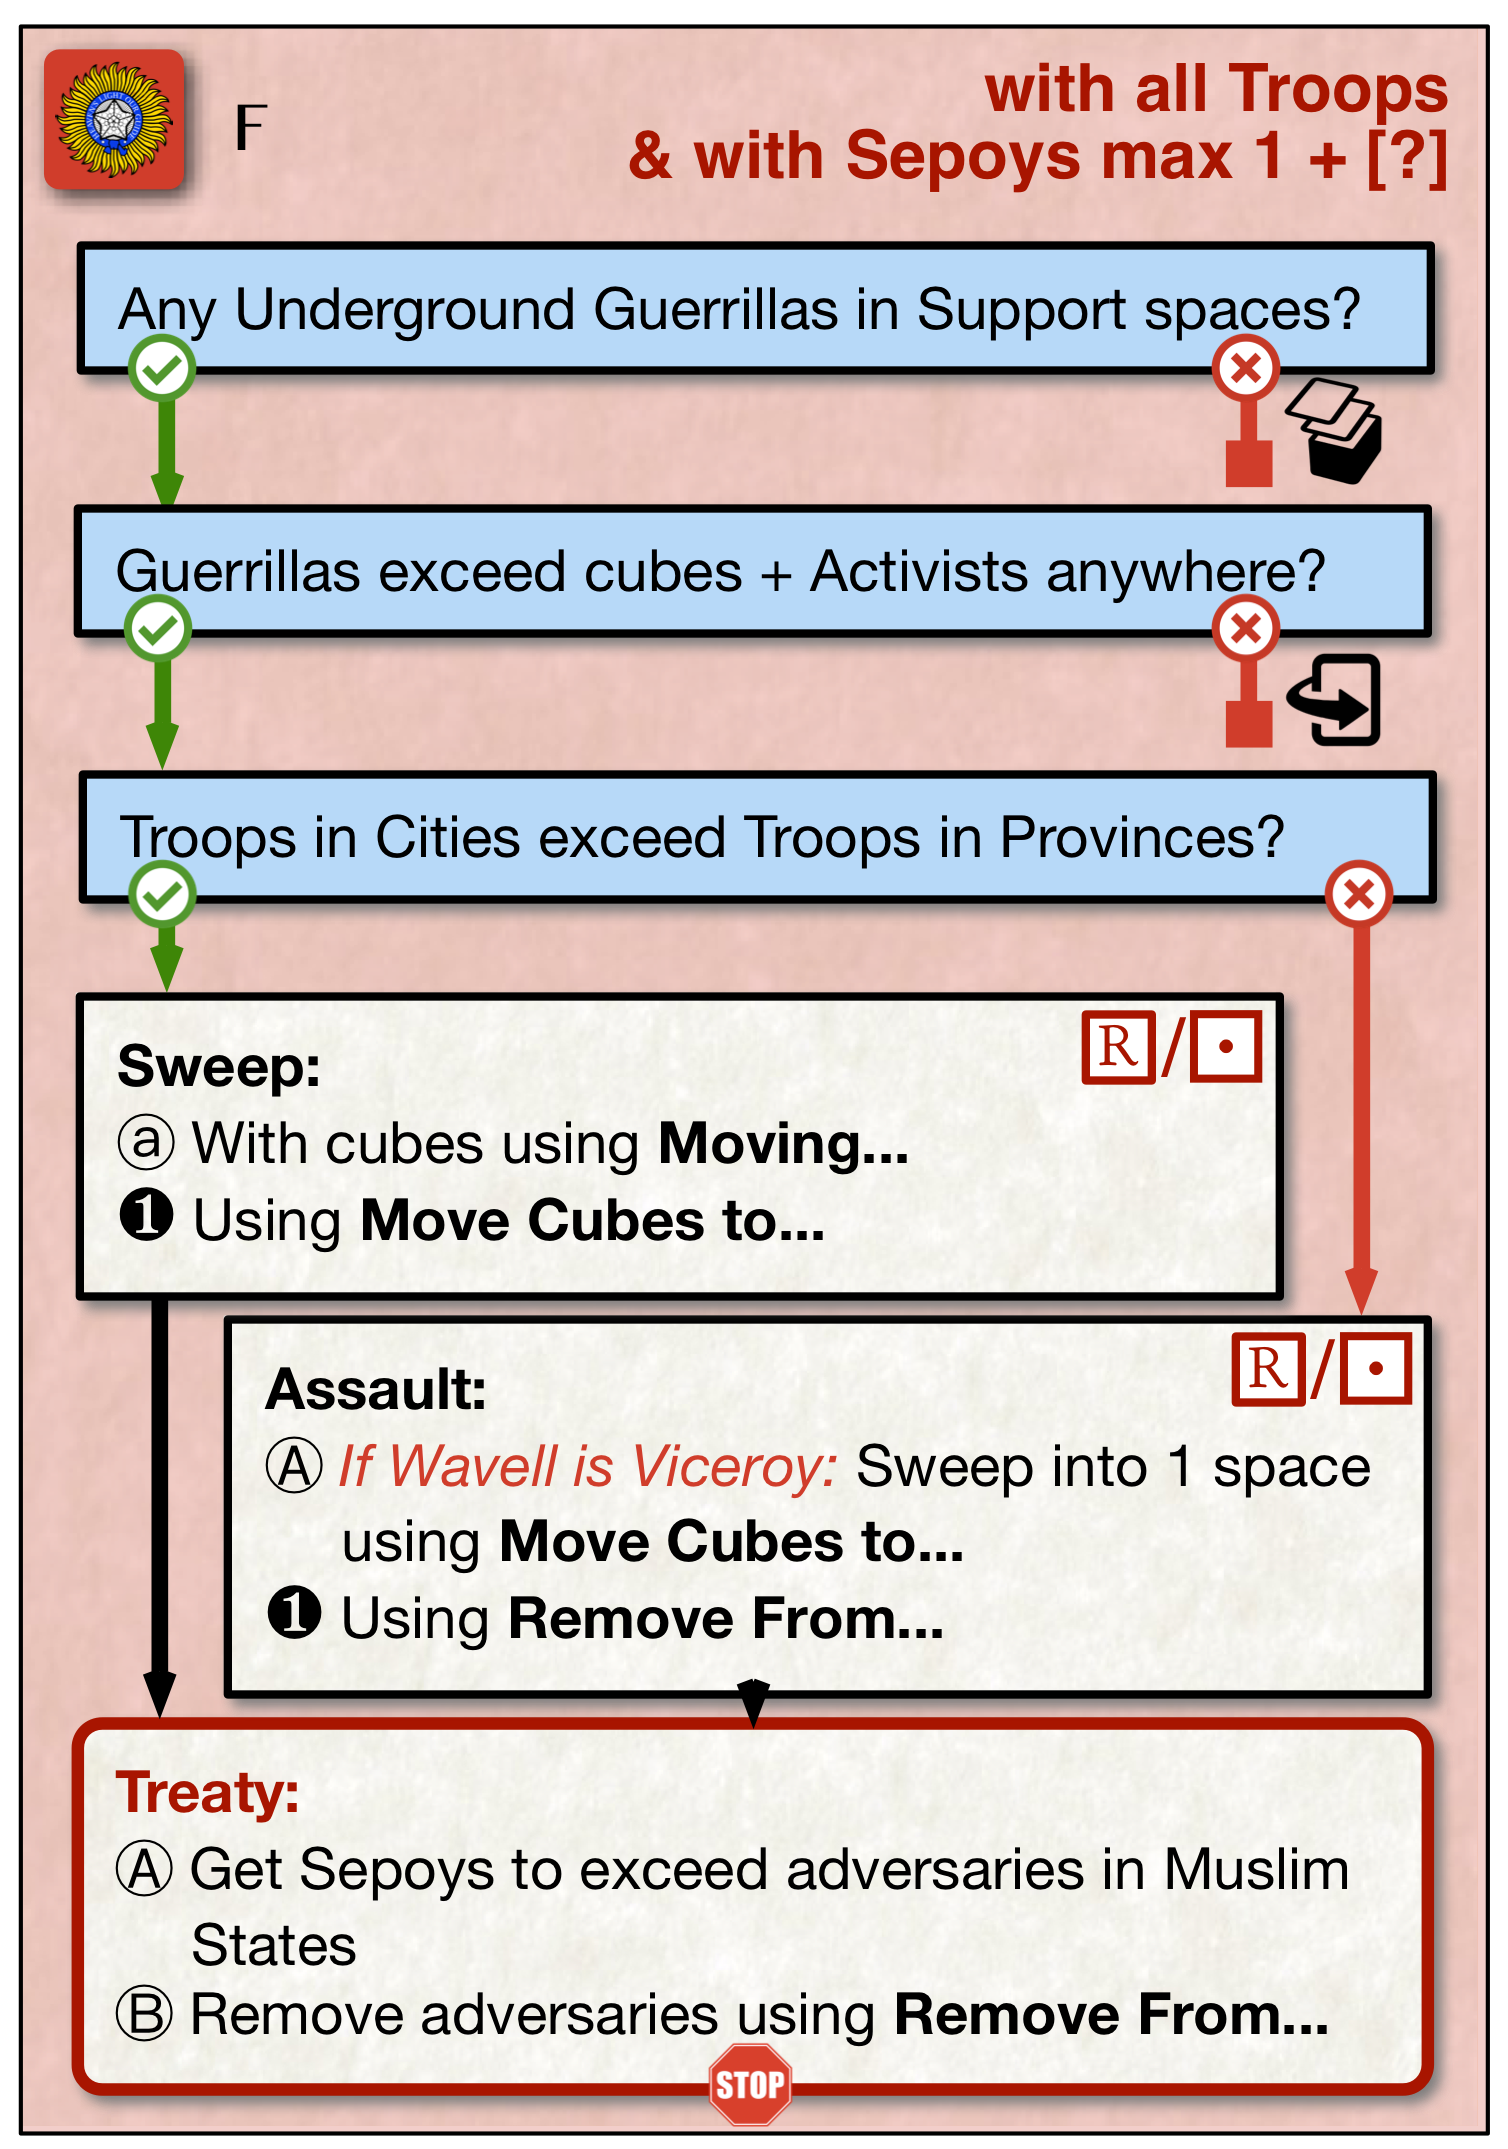 F
with all Troops
& with Sepoys max 1 + [?]
Any Underground Guerrillas in Support spaces?
Guerrillas exceed cubes + Activists anywhere?
Troops in Cities exceed Troops in Provinces?
R/
Sweep:
ⓐ With cubes using Moving...
❶ Using Move Cubes to...
R/
Assault:
Ⓐ If Wavell is Viceroy: Sweep into 1 space
using Move Cubes to...
❶ Using Remove From...
Treaty:
Ⓐ Get Sepoys to exceed adversaries in Muslim
States
Ⓑ Remove adversaries using Remove From...
STOP